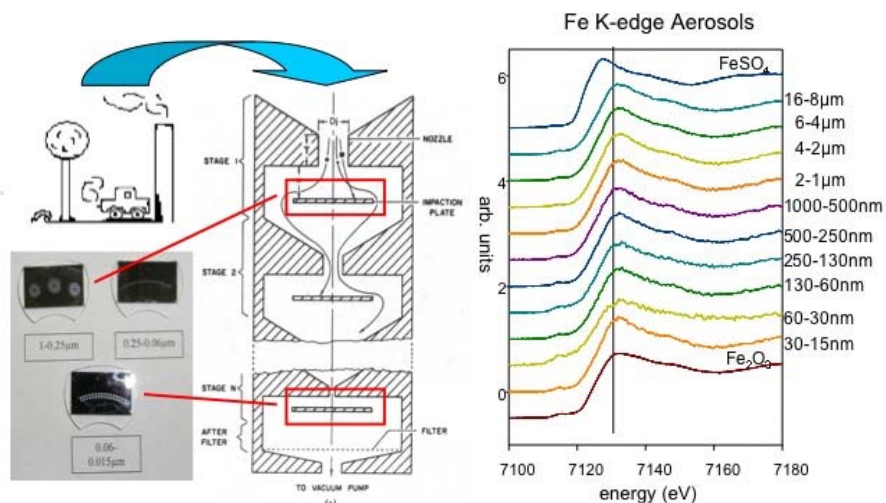 Fe K-edge Aerosols
NOZZLE
STAGE 1
IMPACTION
PLATE
STAGE 2
STAGE N
AFTER
FILTER
FILTER
TO VACUUM PUMP
1-0.25µm
0.25-0.06µm
0.06-
0.015µm
arb. units
6
4
2
0
FeSO4
16-8µm
6-4µm
4-2µm
2-1µm
1000-500nm
500-250nm
250-130nm
130-60nm
60-30nm
30-15nm
Fe2O3
7100
7120
7140
7160
7180
energy (eV)